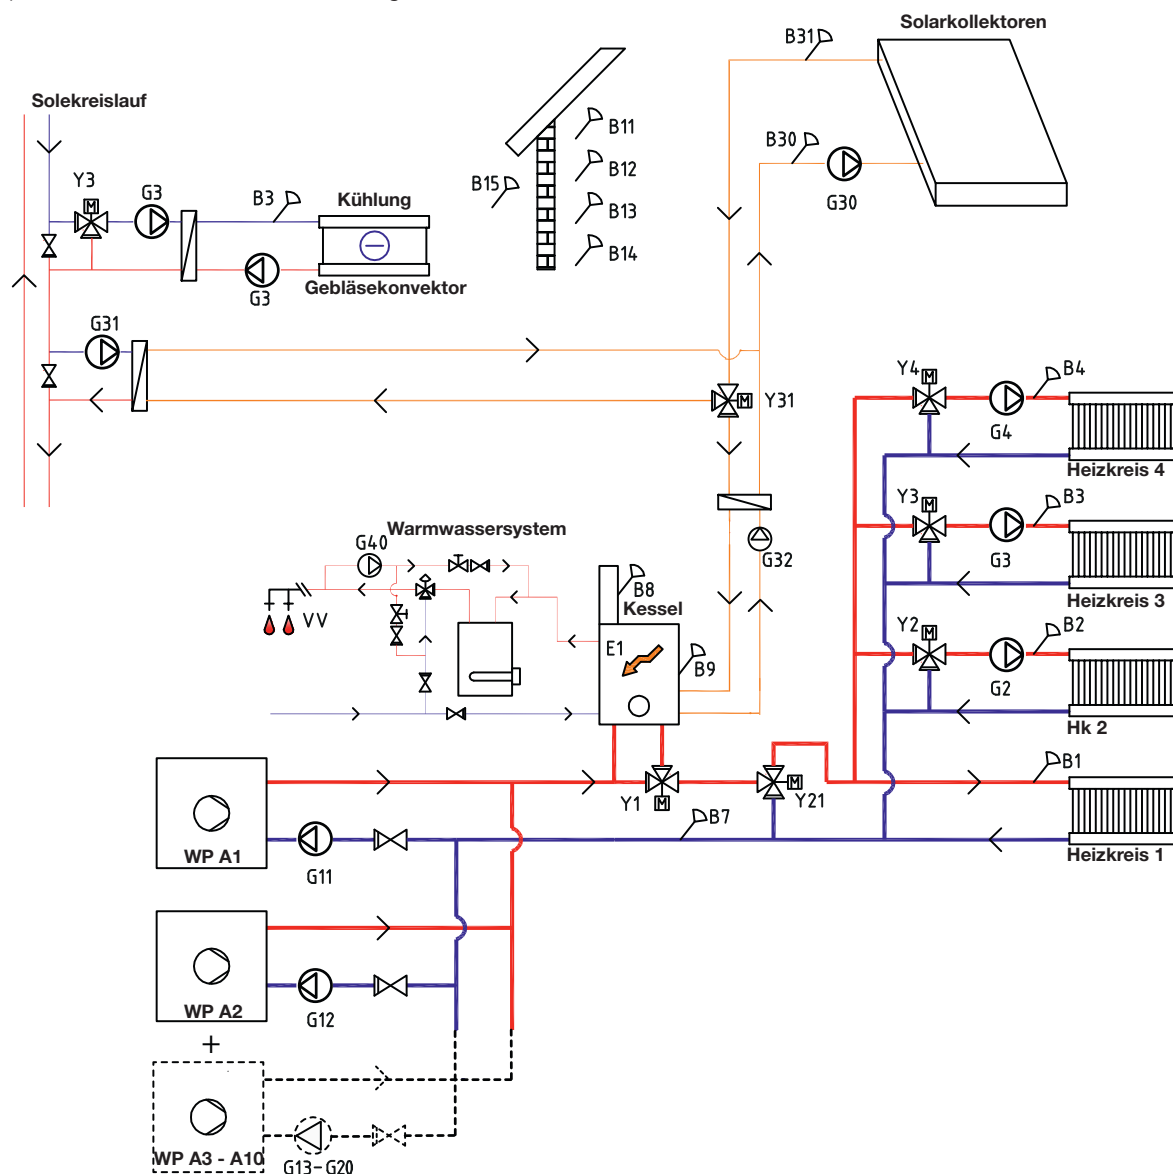 Solarkollektoren
B31
Solekreislauf
B11
B30
B12
Y3
G3
B3
Kühlung
B15
G30
B13
B14
Gebläsekonvektor
G3
G31
Y4
B4
M
M
Y31
G4
Heizkreis 4
Y3
B3
M
Warmwassersystem
G40
G32
G3
B8
Kessel
Heizkreis 3
VV
Y2
B2
M
E1
B9
G2
Hk 2
B1
M
Y21
Y1
M
B7
WP A1
G11
Heizkreis 1
WP A2
G12
+
WP A3 - A10
G13-G20
M